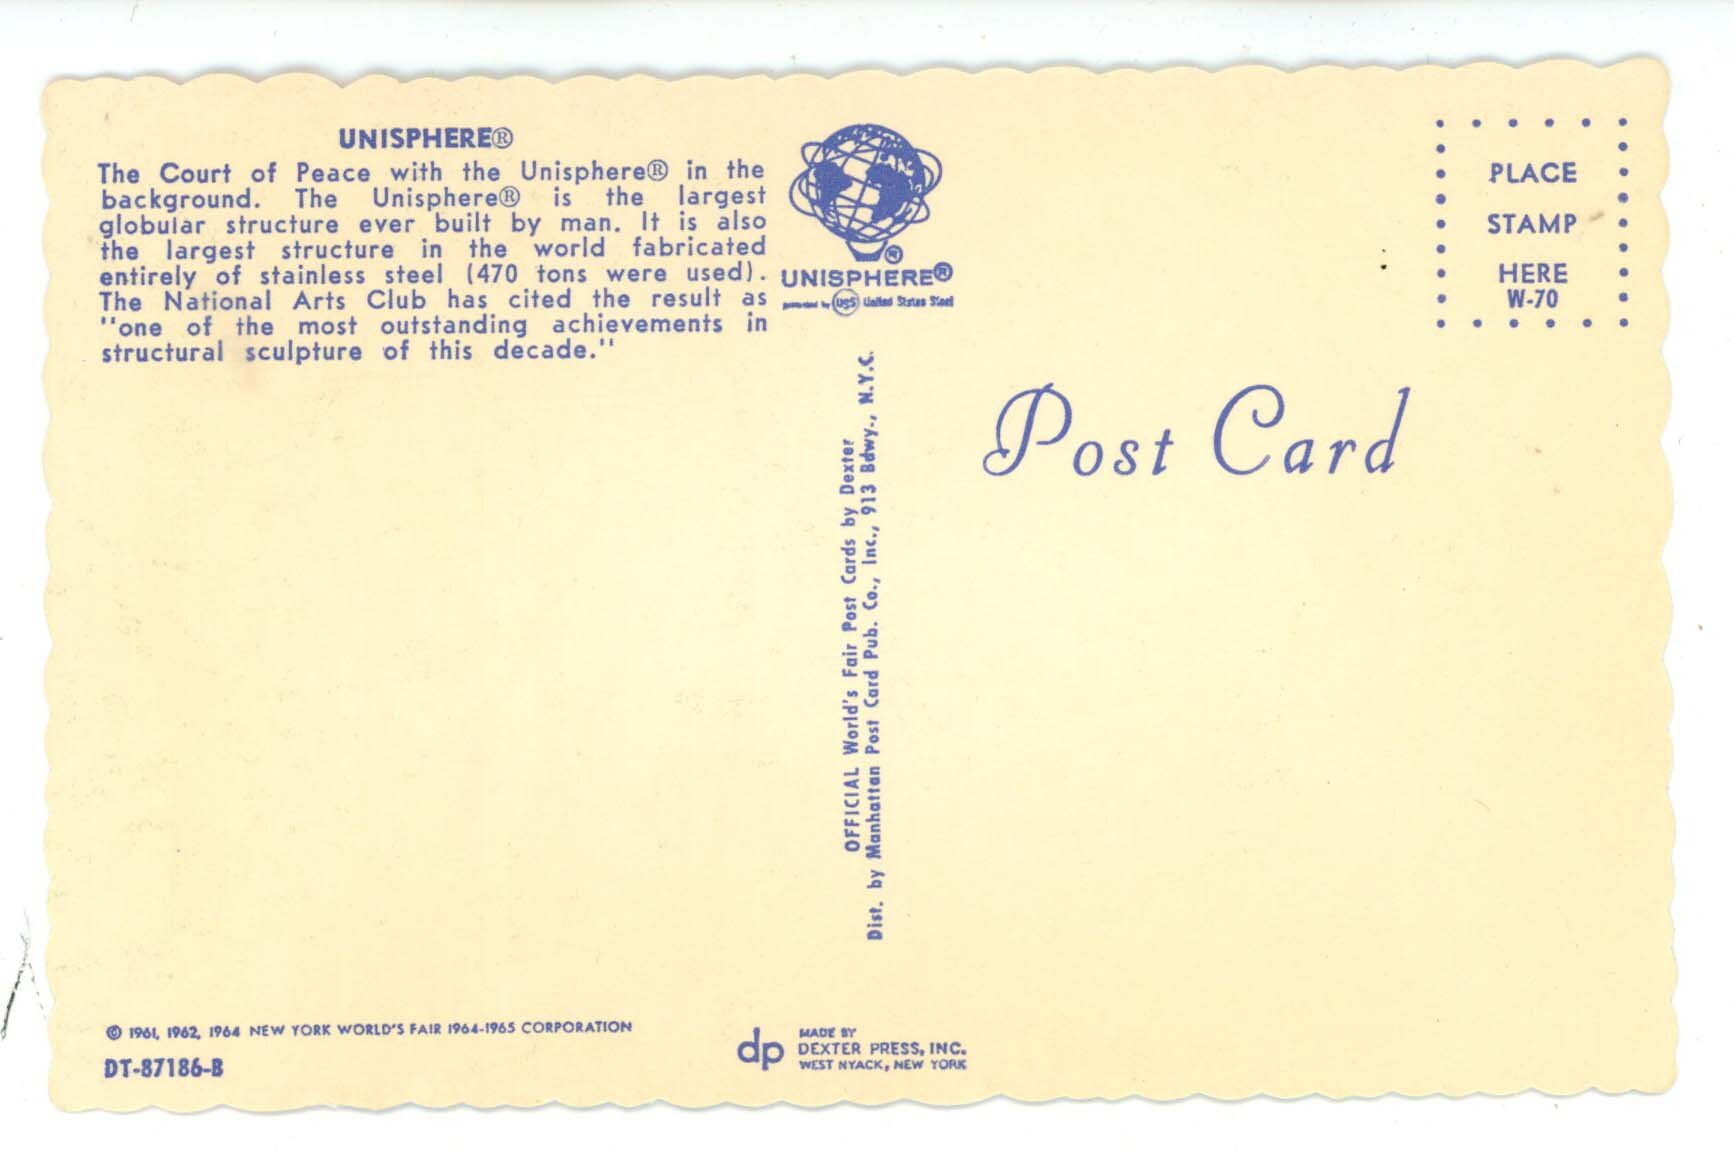 UNISPHERE®
The Court of Peace with the Unisphere® in the
background. The Unisphere® is the largest
globular structure ever built by man. It is also
the largest structure in the world fabricated
entirely of stainless steel (470 tons were used).
The National Arts Club has cited the result as
"one of the most outstanding achievements in
structural sculpture of this decade."
®
UNISPHERE®
presented by USS United States Steel
OFFICIAL World's Fair Post Cards by Dexter
Dist. by Manhattan Post Card Pub. Co., Inc., 913 Bdwy., N.Y.C.
PLACE
STAMP
HERE
W-70
Post Card
© 1961, 1962, 1964 NEW YORK WORLD'S FAIR 1964-1965 CORPORATION
DT-87186-B
dp
MADE BY
DEXTER PRESS, INC.
WEST NYACK, NEW YORK